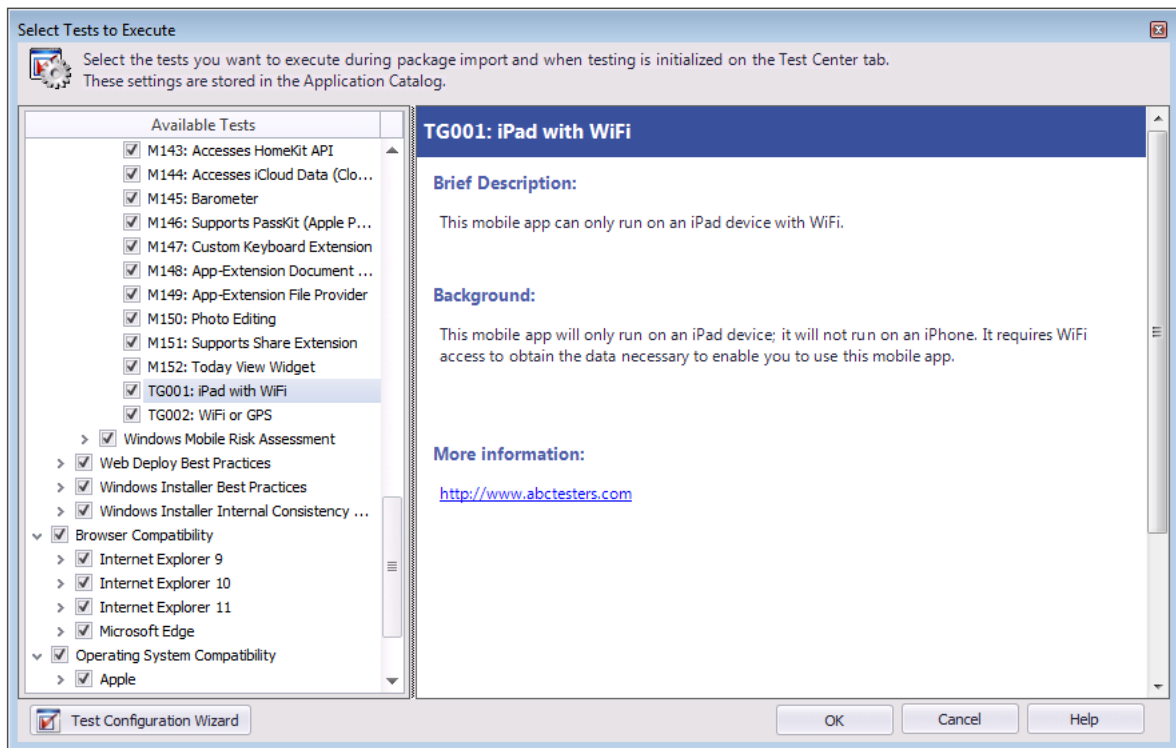 Select Tests to Execute
Select the tests you want to execute during package import and when testing is initialized on the Test Center tab.
These settings are stored in the Application Catalog.
Available Tests
M143: Accesses HomeKit API
M144: Accesses iCloud Data (Clo...
M145: Barometer
M146: Supports PassKit (Apple P...
M147: Custom Keyboard Extension
M148: App-Extension Document ...
M149: App-Extension File Provider
M150: Photo Editing
M151: Supports Share Extension
M152: Today View Widget
TG001: iPad with WiFi
TG002: WiFi or GPS
Windows Mobile Risk Assessment
Web Deploy Best Practices
Windows Installer Best Practices
Windows Installer Internal Consistency ...
Browser Compatibility
Internet Explorer 9
Internet Explorer 10
Internet Explorer 11
Microsoft Edge
Operating System Compatibility
Apple
TG001: iPad with WiFi
Brief Description:
This mobile app can only run on an iPad device with WiFi.
Background:
This mobile app will only run on an iPad device; it will not run on an iPhone. It requires WiFi
access to obtain the data necessary to enable you to use this mobile app.
More information:
http://www.abctesters.com
Test Configuration Wizard
OK
Cancel
Help